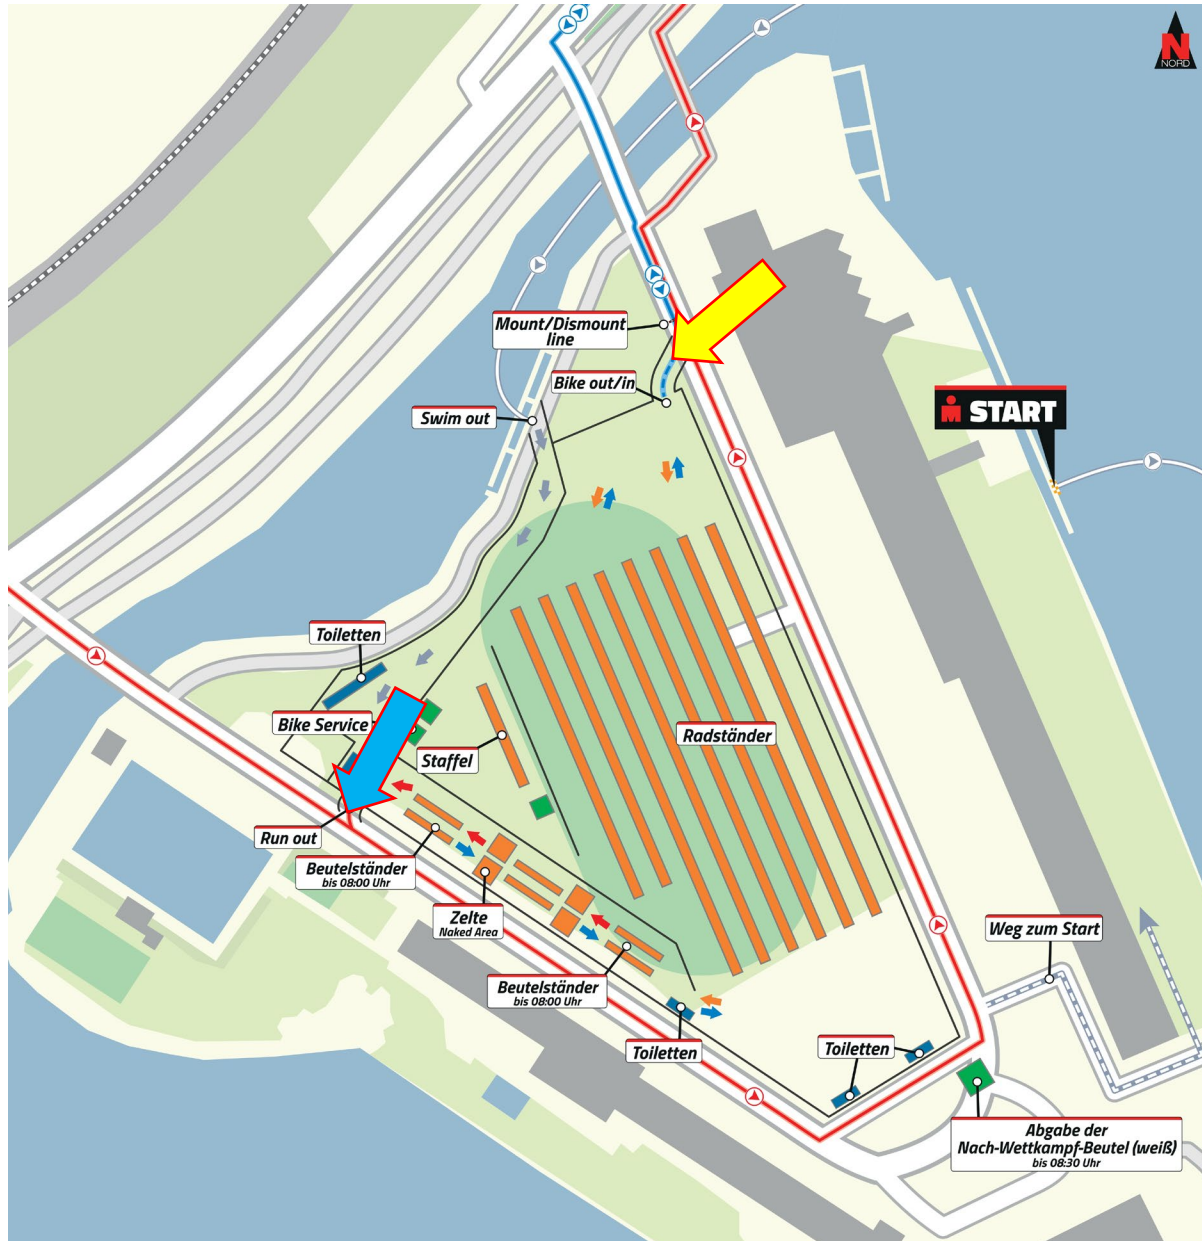 N
NORD
Mount/Dismount
line
Bike out/in
Swim out
START
Toiletten
Bike Service
Staffel
Radständer
Run out
Beutelständer
bis 08:00 Uhr
Zelte
Naked Area
Weg zum Start
Beutelständer
bis 08:00 Uhr
Toiletten
Toiletten
Abgabe der
Nach-Wettkampf-Beutel (weiß)
bis 08:30 Uhr